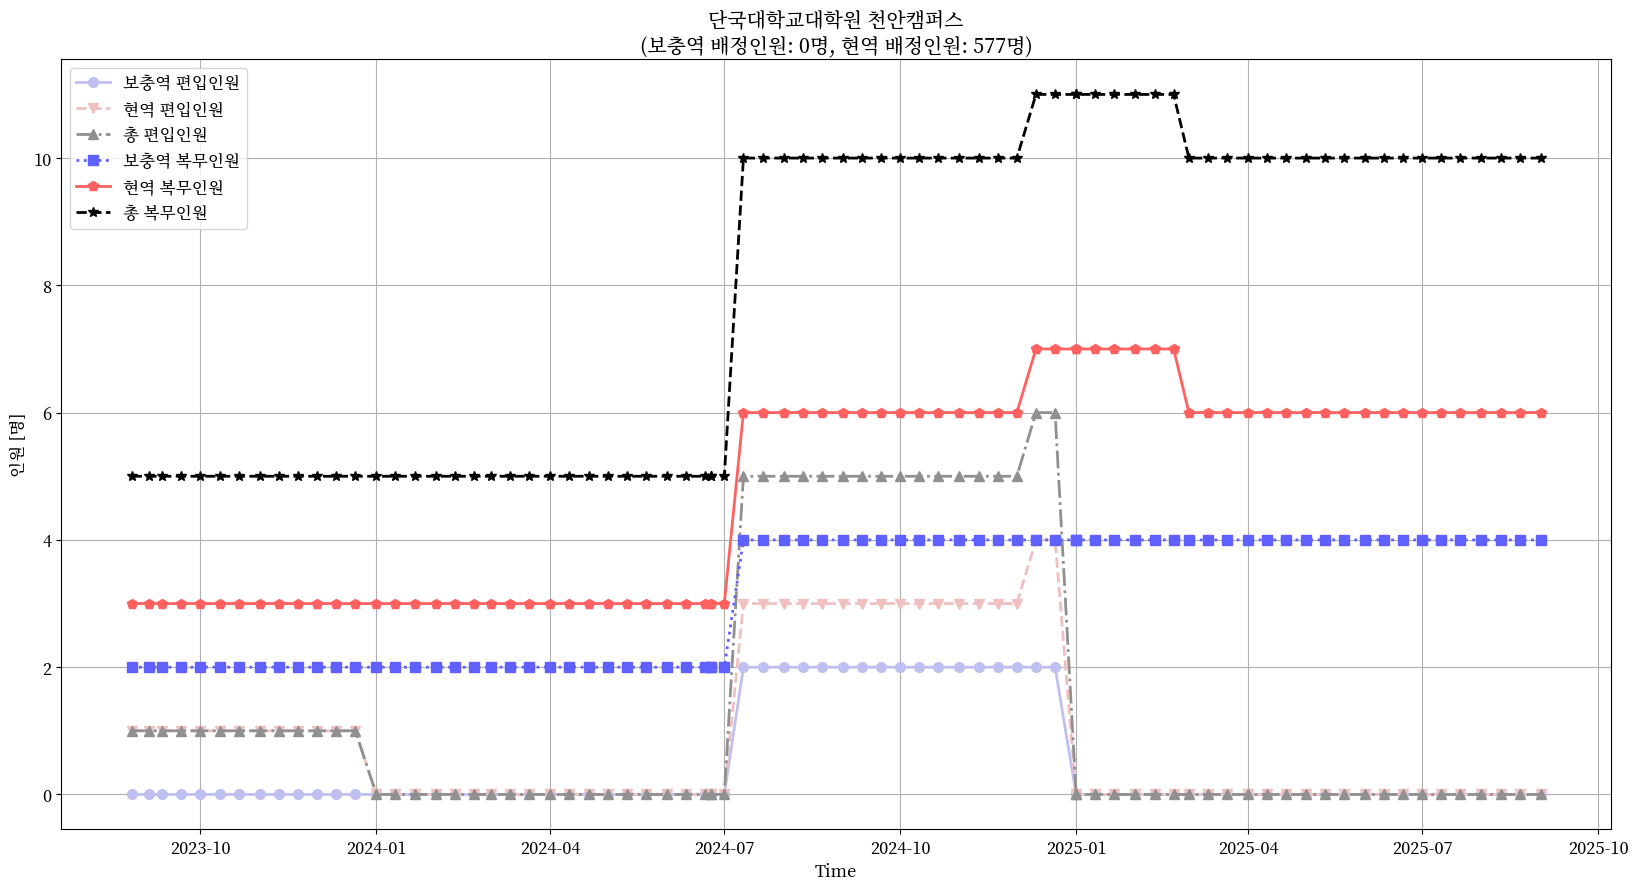 단국대학교대학원 천안캠퍼스
(보충역 배정인원: 0명, 현역 배정인원: 577명)
보충역 편입인원
현역 편입인원
총 편입인원
보충역 복무인원
현역 복무인원
총 복무인원
인원 [명]
10
8
6
4
2
0
2023-10
2024-01
2024-04
2024-07
2024-10
2025-01
2025-04
2025-07
2025-10
Time